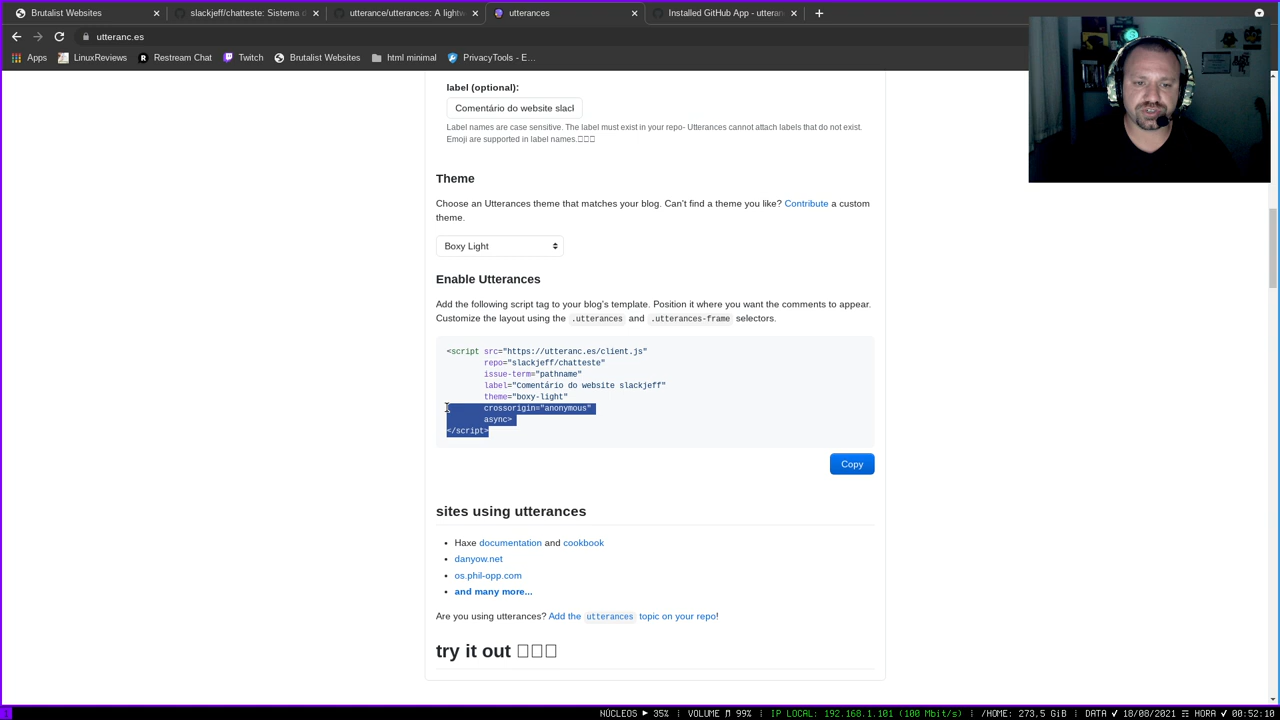 Brutalist Websites
slackjeff/chatteste: Sistema d
utterance/utterances: A lightw
utterances
Installed GitHub App - utteran
utteranc.es
Apps
LinuxReviews
Restream Chat
Twitch
Brutalist Websites
html minimal
PrivacyTools - E…
label (optional):
Comentário do website slackj
Label names are case sensitive. The label must exist in your repo- Utterances cannot attach labels that do not exist.
Emoji are supported in label names.
Theme
Choose an Utterances theme that matches your blog. Can't find a theme you like? Contribute a custom
theme.
Boxy Light
Enable Utterances
Add the following script tag to your blog's template. Position it where you want the comments to appear.
Customize the layout using the .utterances and .utterances-frame selectors.
<script src="https://utteranc.es/client.js"
repo="slackjeff/chatteste"
issue-term="pathname"
label="Comentário do website slackjeff"
theme="boxy-light"
crossorigin="anonymous"
async>
</script>
Copy
sites using utterances
Haxe documentation and cookbook
danyow.net
os.phil-opp.com
and many more...
Are you using utterances? Add the utterances topic on your repo!
try it out
NÚCLEOS ► 35% ⁞ VOLUME 99% ⁞ IP LOCAL: 192.168.1.101 (100 Mbit/s) ⁞ /HOME: 273,5 GiB ⁞ DATA ✓ 18/08/2021 HORA ✓ 00:52:10